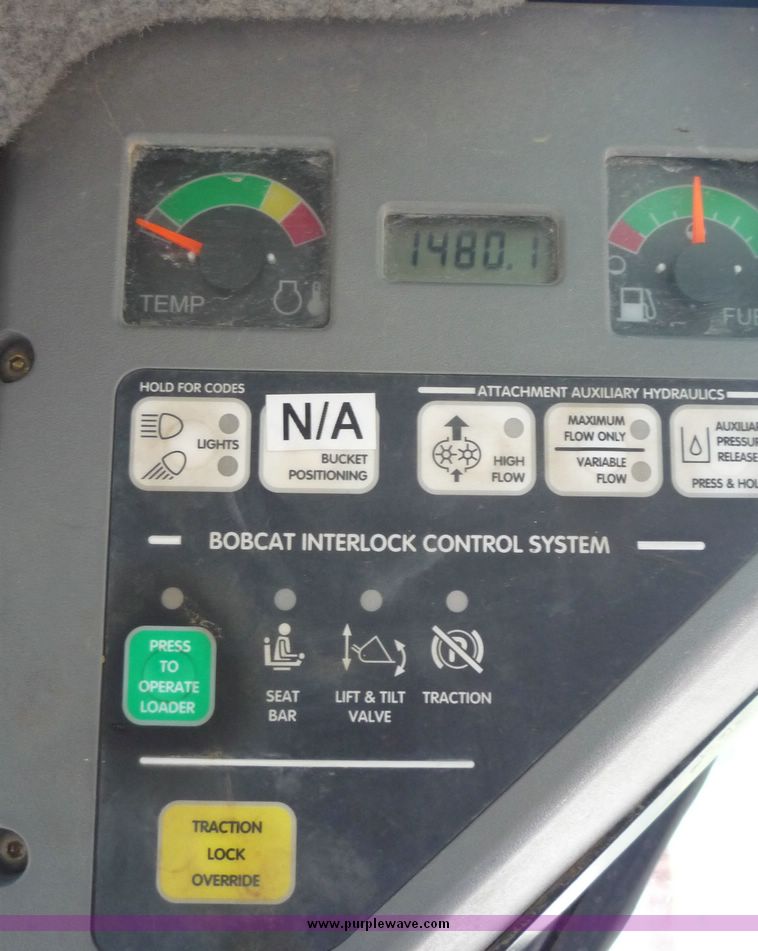 1480.1
TEMP
HOLD FOR CODES
ATTACHMENT AUXILIARY HYDRAULICS
LIGHTS
N/A
BUCKET
POSITIONING
HIGH
FLOW
MAXIMUM
FLOW ONLY
VARIABLE
FLOW
PRESS & HOL
BOBCAT INTERLOCK CONTROL SYSTEM
PRESS
TO
OPERATE
LOADER
SEAT
BAR
LIFT & TILT
VALVE
TRACTION
TRACTION
LOCK
OVERRIDE
www.purplewave.com